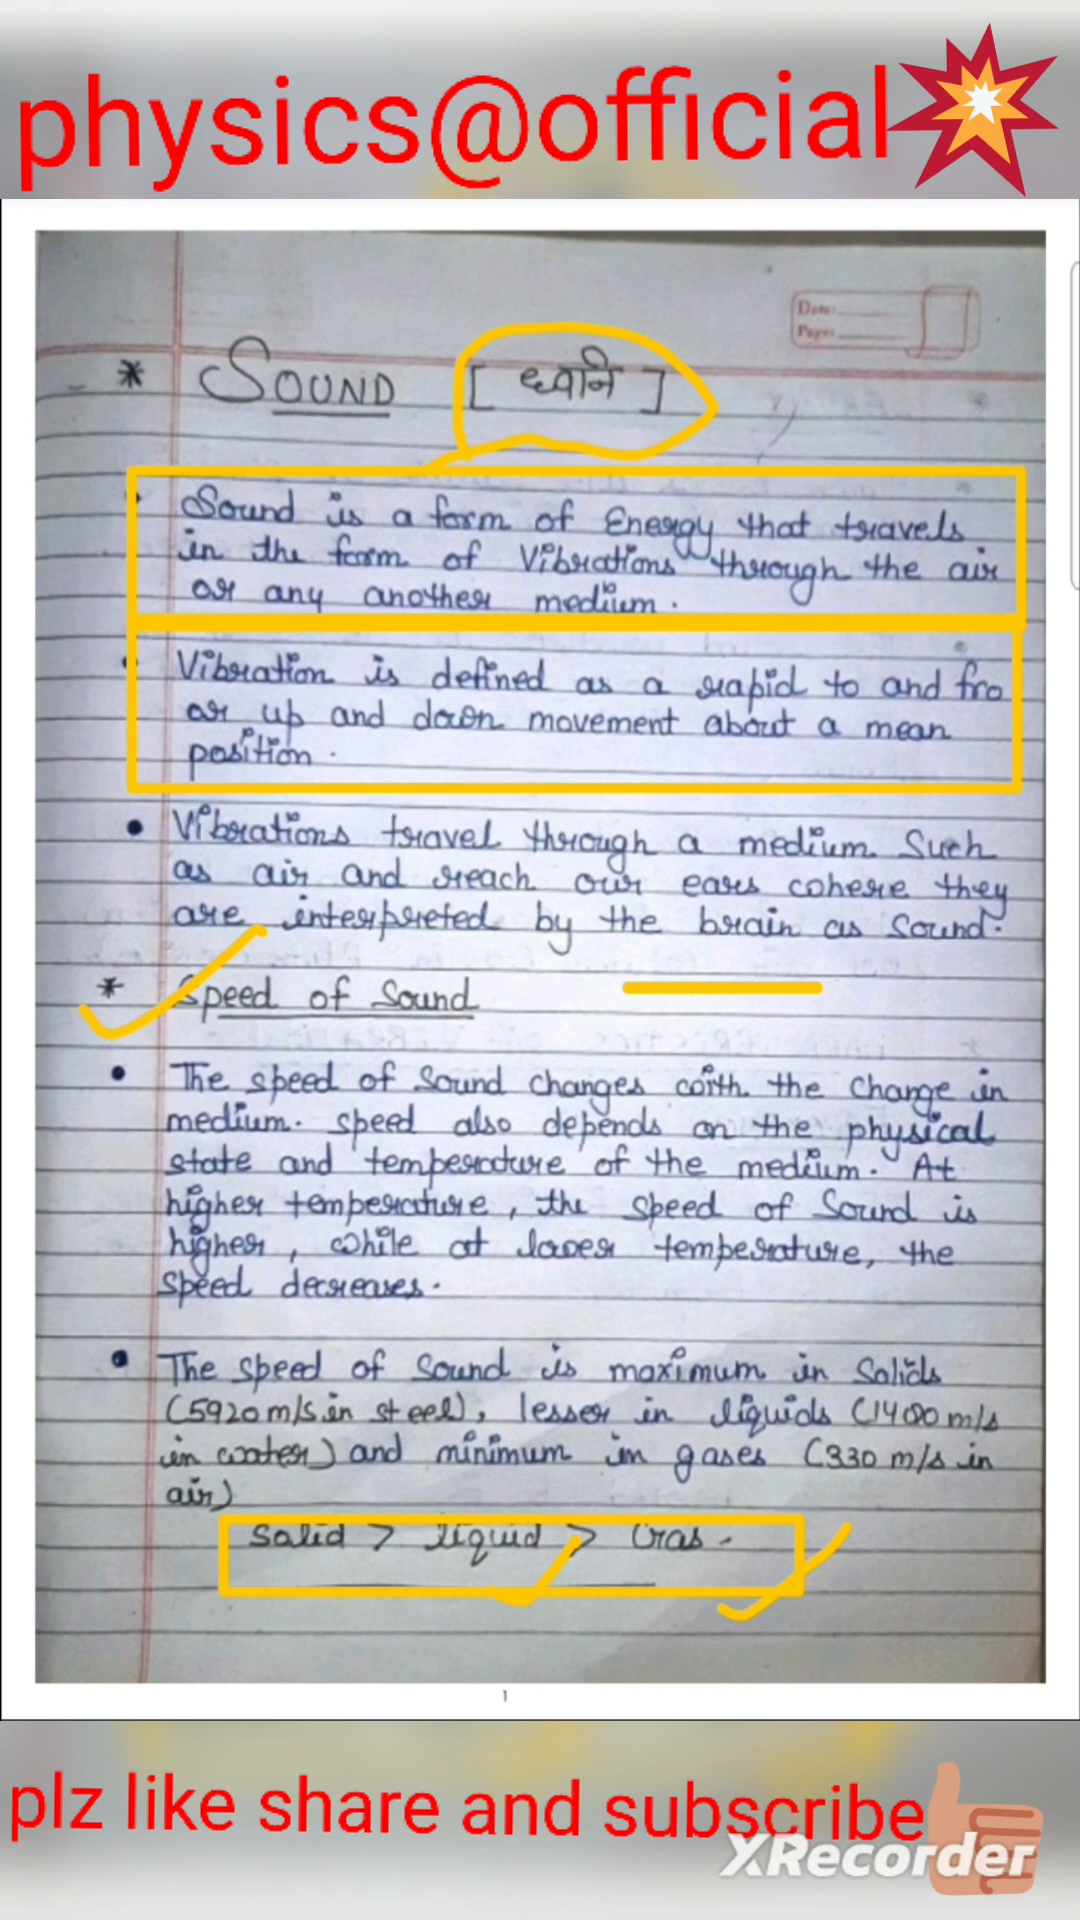 physics@official
Date:
Page:
* SOUND [ ध्वनि ]
Sound is a form of Energy that travels
in the form of Vibrations through the air
or any another medium.
Vibration is defined as a rapid to and fro
or up and down movement about a mean
position.
• Vibrations travel through a medium Such
as air and reach our ears where they
are interpreted by the brain as Sound.
* Speed of Sound
• The speed of Sound changes with the Change in
medium. speed also depends on the physical
state and temperature of the medium. At
higher temperature, the speed of Sound is
higher, while at lower temperature, the
speed decreases.
• The speed of Sound is maximum in Solids
(5920 m/s in steel), lesser in liquids (1480 m/s
in water) and minimum in gases (330 m/s in
air)
Solid > liquid > Gas.
1
plz like share and subscribe
XRecorder